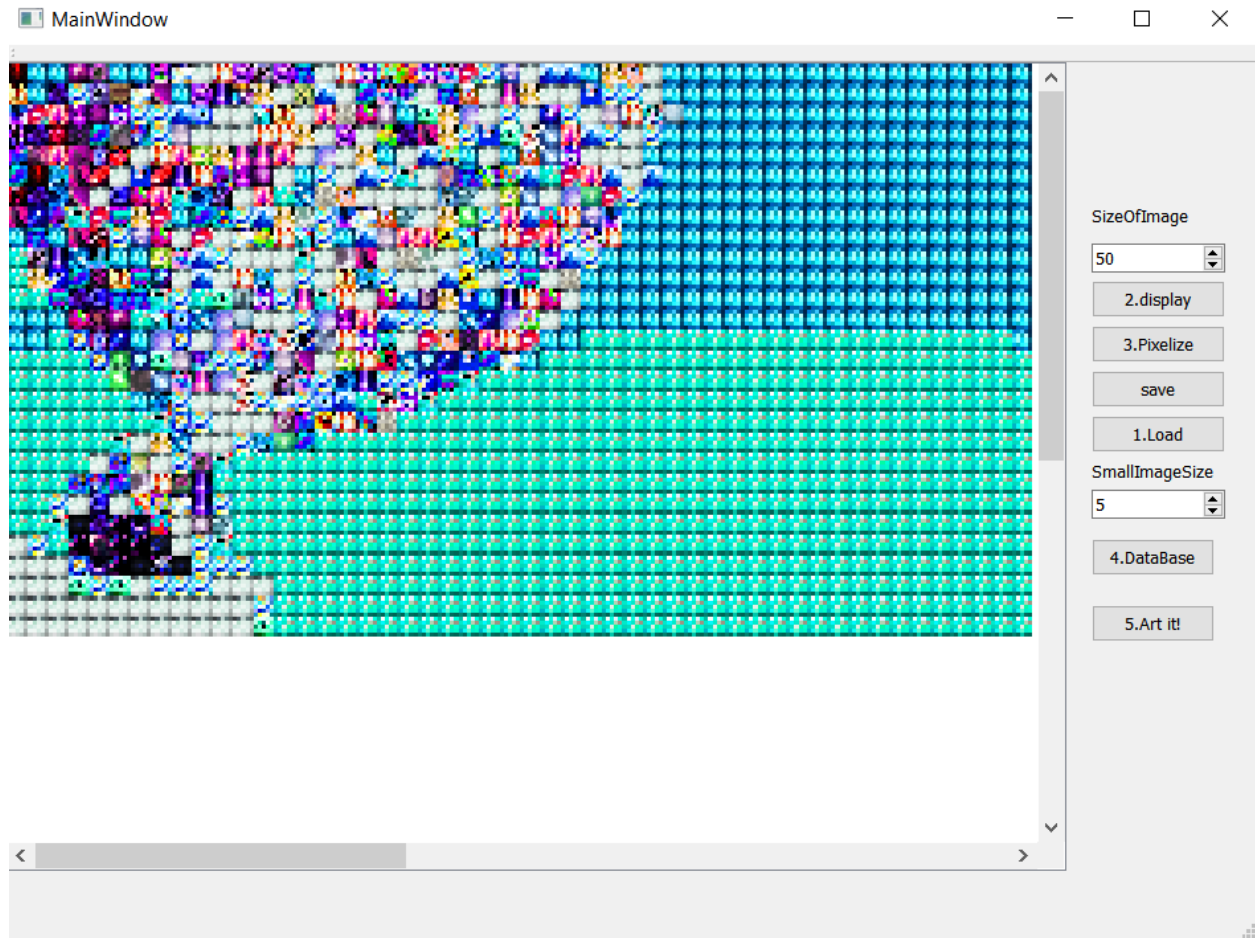 MainWindow
SizeOfImage
50
2.display
3.Pixelize
save
1.Load
SmallImageSize
5
4.DataBase
5.Art it!